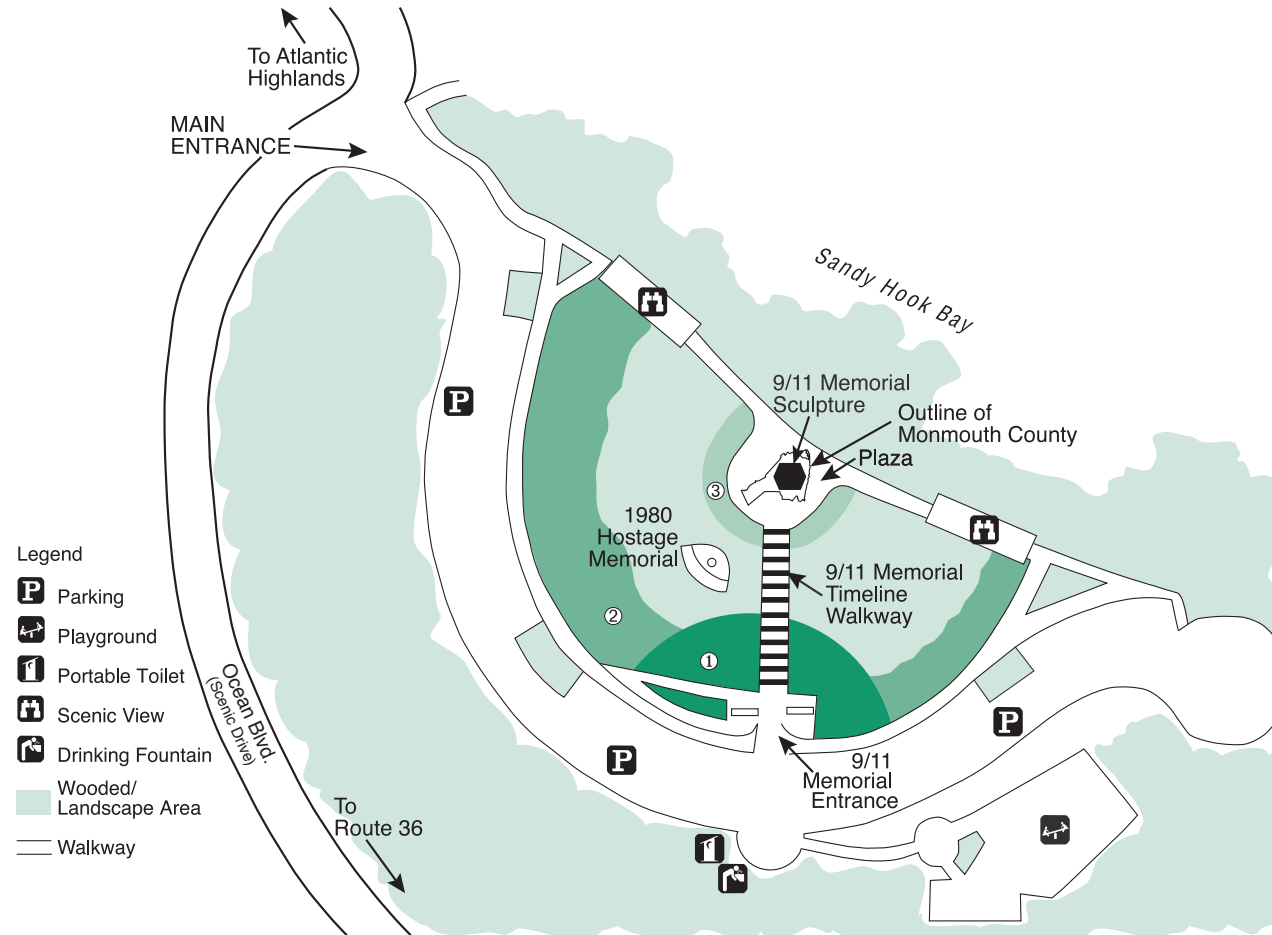 To Atlantic
Highlands
MAIN
ENTRANCE
Sandy Hook Bay
9/11 Memorial
Sculpture
Outline of
Monmouth County
Plaza
P
3
1980
Hostage
Memorial
9/11 Memorial
Timeline
Walkway
2
1
P
P
9/11
Memorial
Entrance
Ocean Blvd.
(Scenic Drive)
To
Route 36
Legend
P Parking
Playground
Portable Toilet
Scenic View
Drinking Fountain
Wooded/
Landscape Area
Walkway